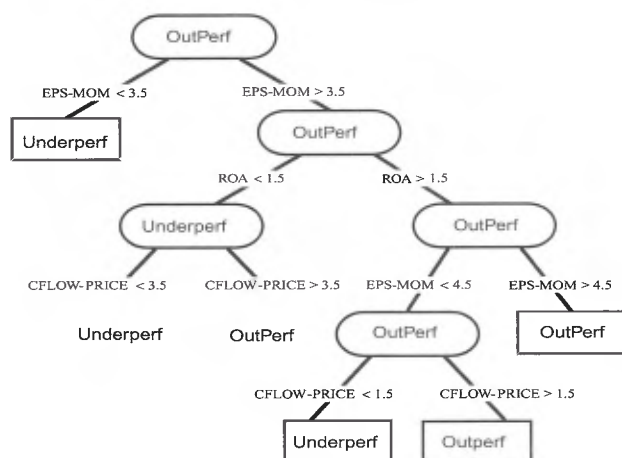 OutPerf
EPS-MOM < 3.5 EPS-MOM > 3.5
Underperf
OutPerf
ROA < 1.5 ROA > 1.5
Underperf OutPerf
CFLOW-PRICE < 3.5 CFLOW-PRICE > 3.5 EPS-MOM < 4.5 EPS-MOM > 4.5
Underperf OutPerf OutPerf OutPerf
CFLOW-PRICE < 1.5 CFLOW-PRICE > 1.5
Underperf Outperf